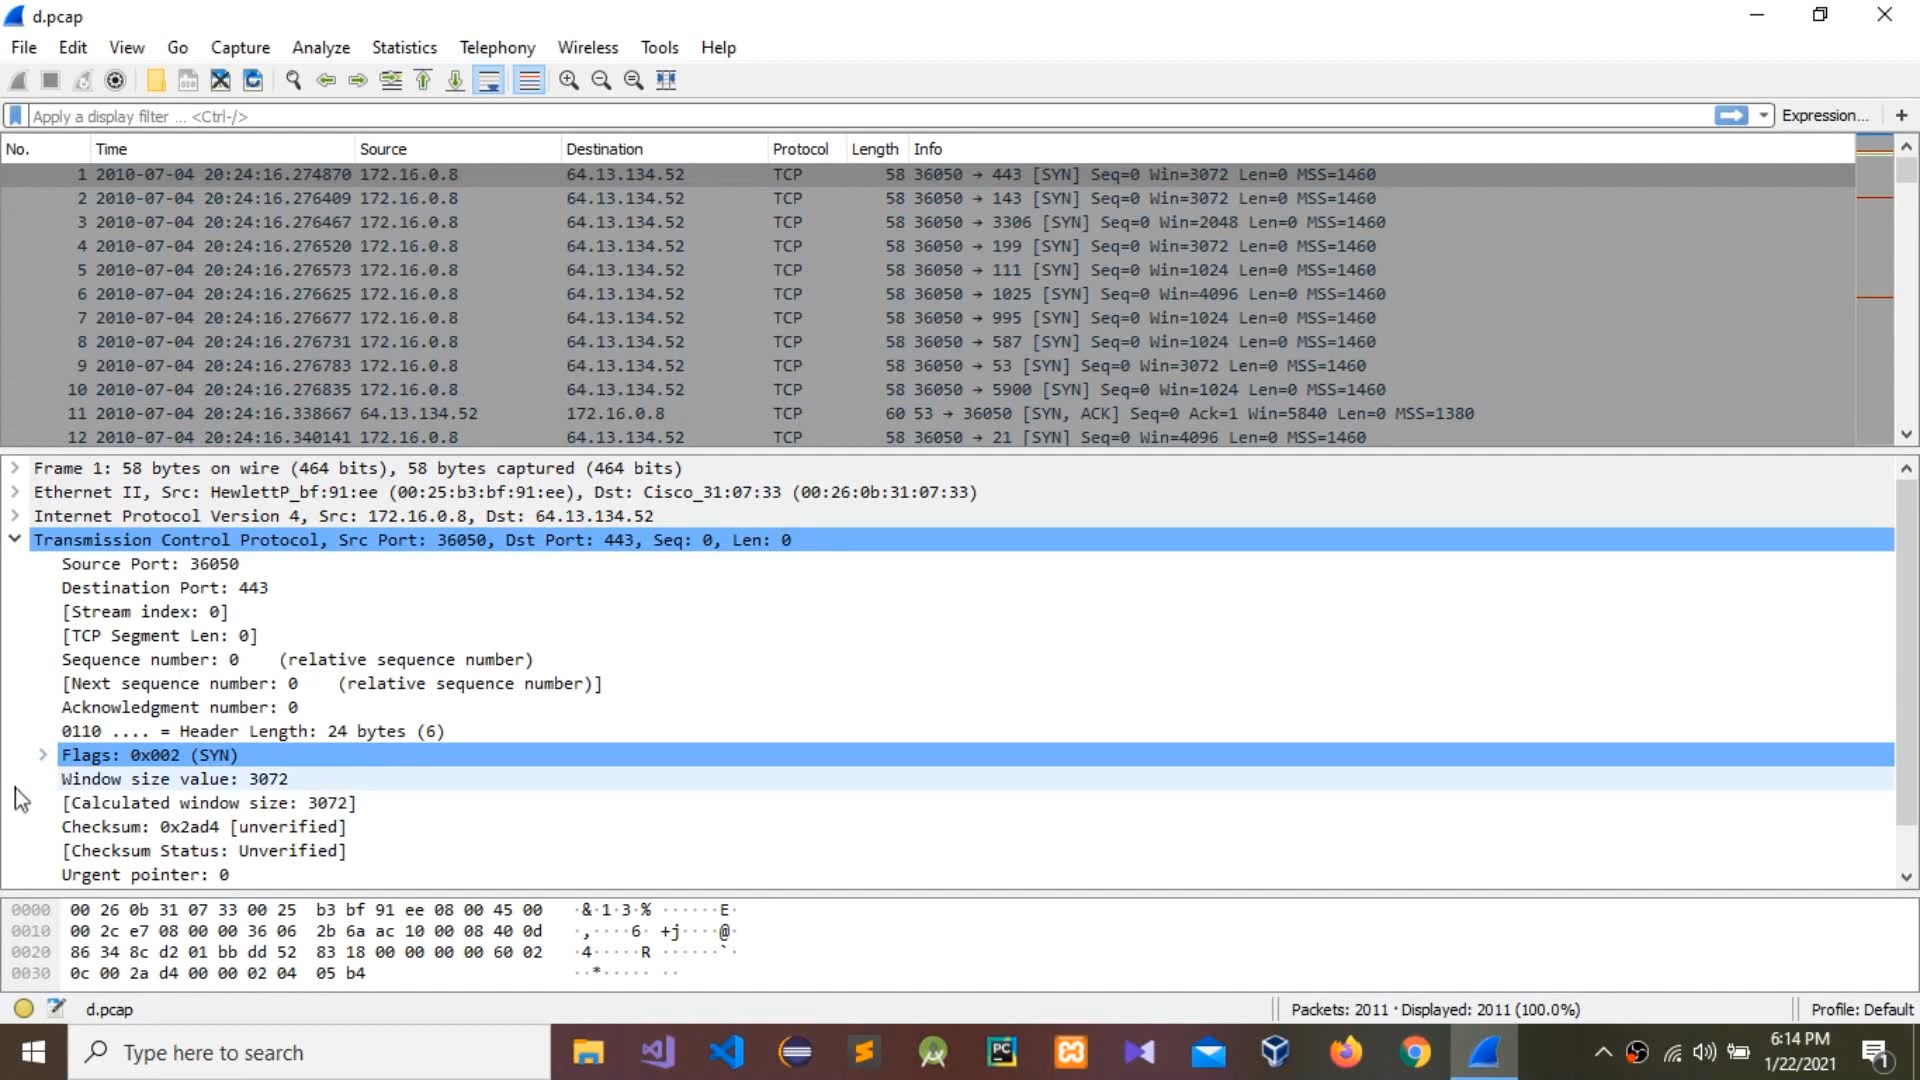 d.pcap
File Edit View Go Capture Analyze Statistics Telephony Wireless Tools Help
Apply a display filter ... <Ctrl-/> Expression... +
No. Time Source Destination Protocol Length Info
1 2010-07-04 20:24:16.274870 172.16.0.8 64.13.134.52 TCP 58 36050 → 443 [SYN] Seq=0 Win=3072 Len=0 MSS=1460
2 2010-07-04 20:24:16.276409 172.16.0.8 64.13.134.52 TCP 58 36050 → 143 [SYN] Seq=0 Win=3072 Len=0 MSS=1460
3 2010-07-04 20:24:16.276467 172.16.0.8 64.13.134.52 TCP 58 36050 → 3306 [SYN] Seq=0 Win=2048 Len=0 MSS=1460
4 2010-07-04 20:24:16.276520 172.16.0.8 64.13.134.52 TCP 58 36050 → 199 [SYN] Seq=0 Win=3072 Len=0 MSS=1460
5 2010-07-04 20:24:16.276573 172.16.0.8 64.13.134.52 TCP 58 36050 → 111 [SYN] Seq=0 Win=1024 Len=0 MSS=1460
6 2010-07-04 20:24:16.276625 172.16.0.8 64.13.134.52 TCP 58 36050 → 1025 [SYN] Seq=0 Win=4096 Len=0 MSS=1460
7 2010-07-04 20:24:16.276677 172.16.0.8 64.13.134.52 TCP 58 36050 → 995 [SYN] Seq=0 Win=1024 Len=0 MSS=1460
8 2010-07-04 20:24:16.276731 172.16.0.8 64.13.134.52 TCP 58 36050 → 587 [SYN] Seq=0 Win=1024 Len=0 MSS=1460
9 2010-07-04 20:24:16.276783 172.16.0.8 64.13.134.52 TCP 58 36050 → 53 [SYN] Seq=0 Win=3072 Len=0 MSS=1460
10 2010-07-04 20:24:16.276835 172.16.0.8 64.13.134.52 TCP 58 36050 → 5900 [SYN] Seq=0 Win=1024 Len=0 MSS=1460
11 2010-07-04 20:24:16.338667 64.13.134.52 172.16.0.8 TCP 60 53 → 36050 [SYN, ACK] Seq=0 Ack=1 Win=5840 Len=0 MSS=1380
12 2010-07-04 20:24:16.340141 172.16.0.8 64.13.134.52 TCP 58 36050 → 21 [SYN] Seq=0 Win=4096 Len=0 MSS=1460
Frame 1: 58 bytes on wire (464 bits), 58 bytes captured (464 bits)
Ethernet II, Src: HewlettP_bf:91:ee (00:25:b3:bf:91:ee), Dst: Cisco_31:07:33 (00:26:0b:31:07:33)
Internet Protocol Version 4, Src: 172.16.0.8, Dst: 64.13.134.52
Transmission Control Protocol, Src Port: 36050, Dst Port: 443, Seq: 0, Len: 0
Source Port: 36050
Destination Port: 443
[Stream index: 0]
[TCP Segment Len: 0]
Sequence number: 0 (relative sequence number)
[Next sequence number: 0 (relative sequence number)]
Acknowledgment number: 0
0110 .... = Header Length: 24 bytes (6)
Flags: 0x002 (SYN)
Window size value: 3072
[Calculated window size: 3072]
Checksum: 0x2ad4 [unverified]
[Checksum Status: Unverified]
Urgent pointer: 0
0000 00 26 0b 31 07 33 00 25 b3 bf 91 ee 08 00 45 00 ·&·1·3·% ······E·
0010 00 2c e7 08 00 00 36 06 2b 6a ac 10 00 08 40 0d ·,····6· +j····@·
0020 86 34 8c d2 01 bb dd 52 83 18 00 00 00 00 60 02 ·4·····R ······`·
0030 0c 00 2a d4 00 00 02 04 05 b4 ··*····· ··
d.pcap Packets: 2011 · Displayed: 2011 (100.0%) Profile: Default
Type here to search
6:14 PM
1/22/2021
1